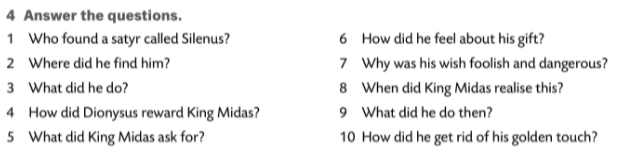 4 Answer the questions.
1 Who found a satyr called Silenus?
2 Where did he find him?
3 What did he do?
4 How did Dionysus reward King Midas?
5 What did King Midas ask for?
6 How did he feel about his gift?
7 Why was his wish foolish and dangerous?
8 When did King Midas realise this?
9 What did he do then?
10 How did he get rid of his golden touch?